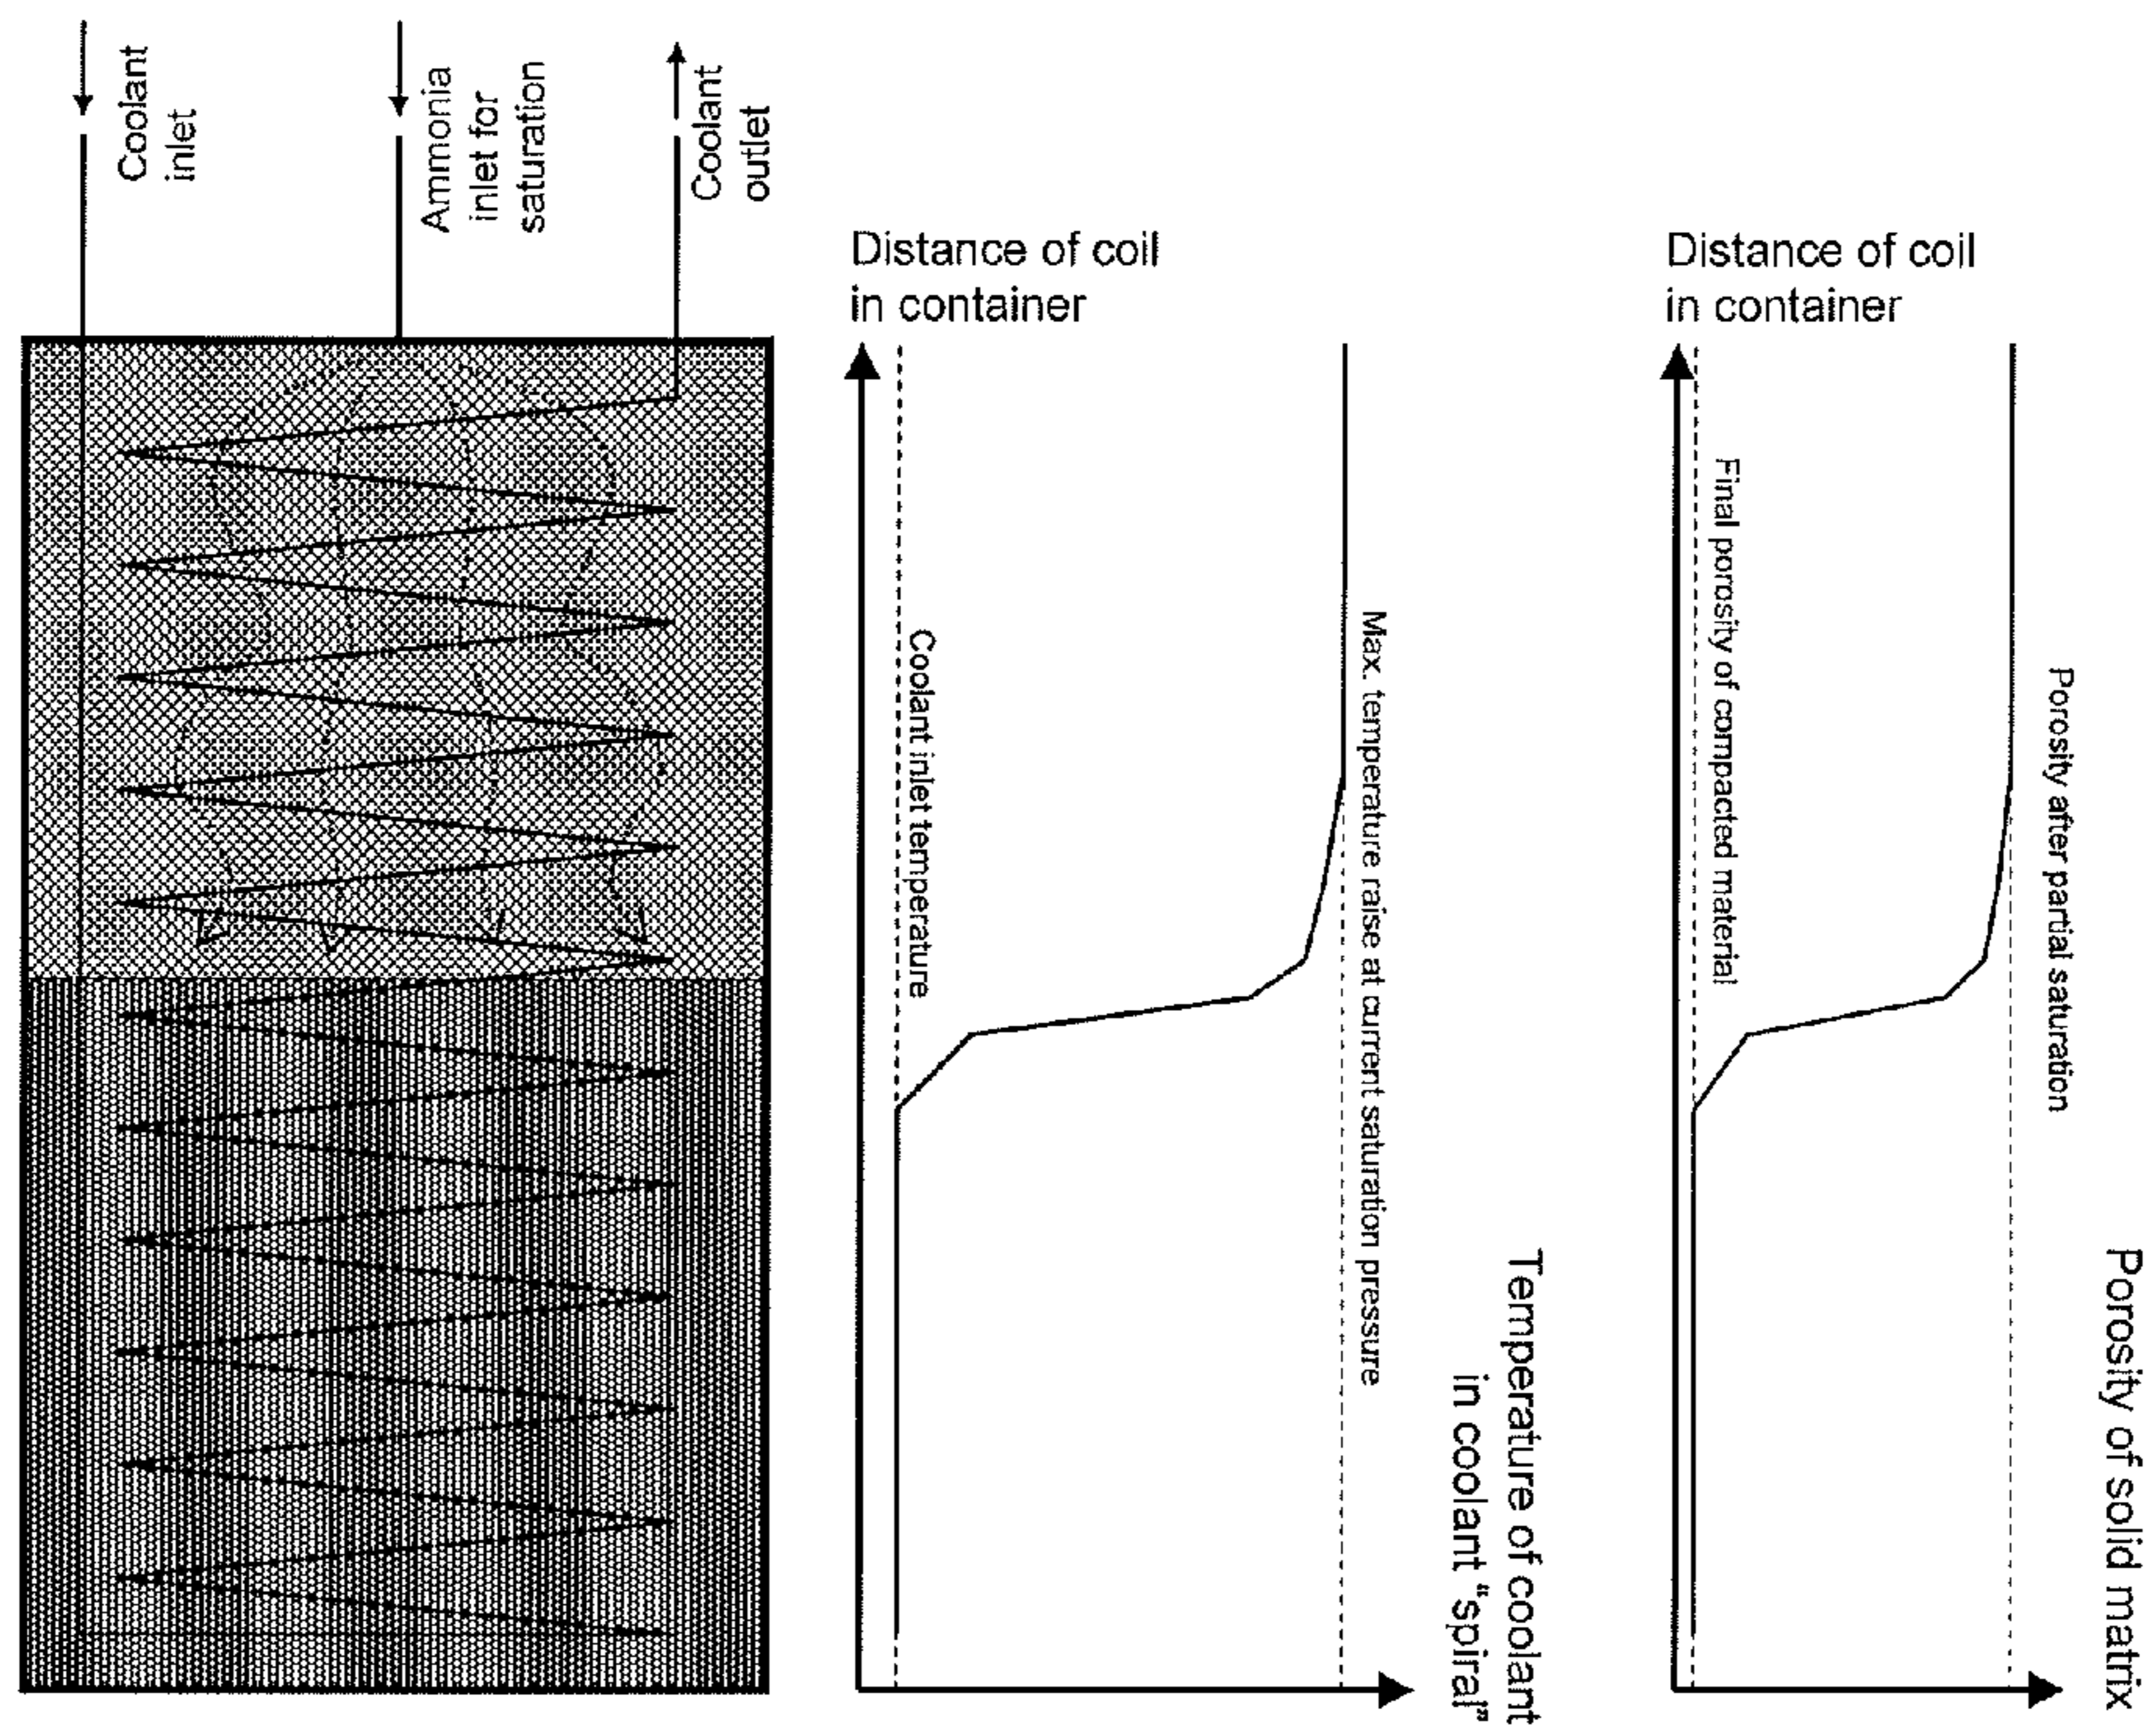 Coolant
inlet
Ammonia
inlet for
saturation
Coolant
outlet
Distance of coil
in container
Coolant inlet temperature
Max. temperature raise at current saturation pressure
Temperature of coolant
in coolant “spiral”
Distance of coil
in container
Final porosity of compacted material
Porosity after partial saturation
Porosity of solid matrix